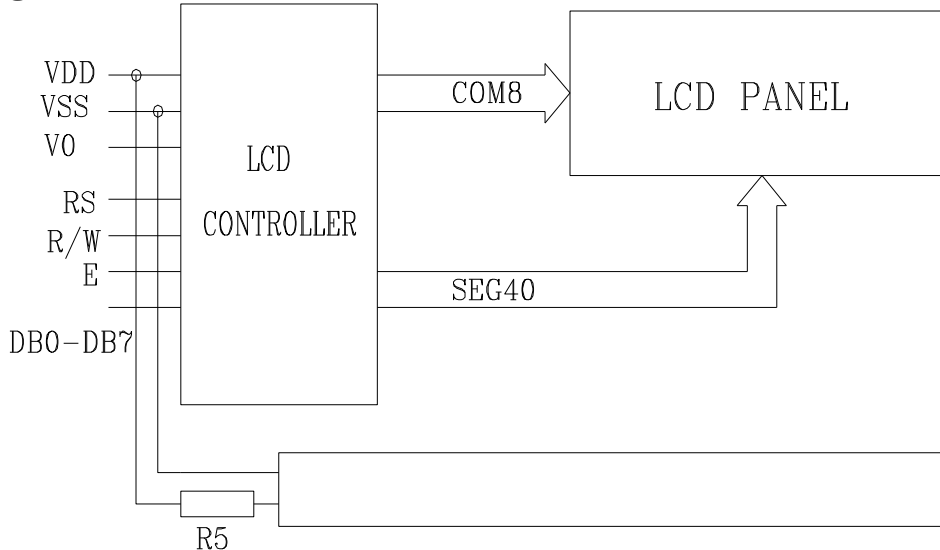 VDD
VSS
V0
RS
R/W
E
DB0-DB7
LCD
CONTROLLER
COM8
SEG40
LCD PANEL
R5